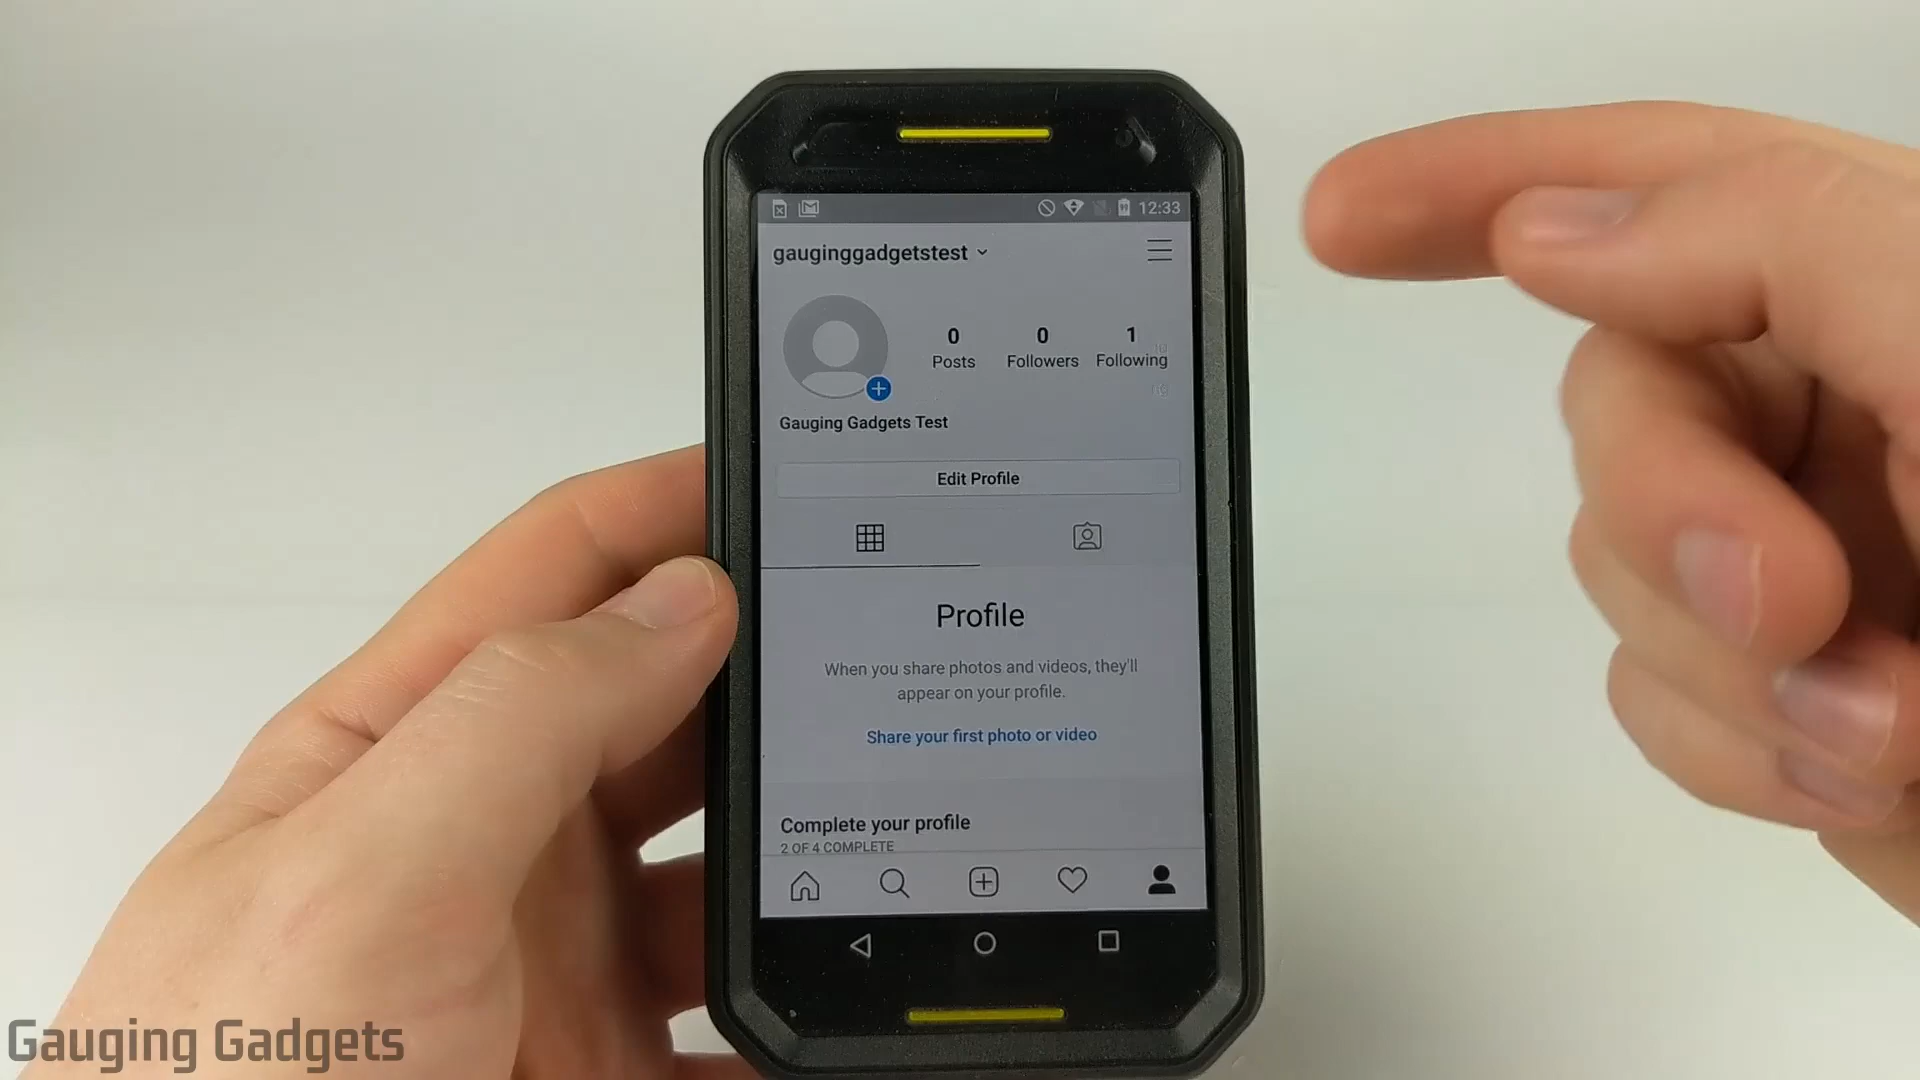 12:33
gauginggadgetstest
0 0 1
Posts Followers Following
Gauging Gadgets Test
Edit Profile
Profile
When you share photos and videos, they'll
appear on your profile.
Share your first photo or video
Complete your profile
2 OF 4 COMPLETE
Gauging Gadgets